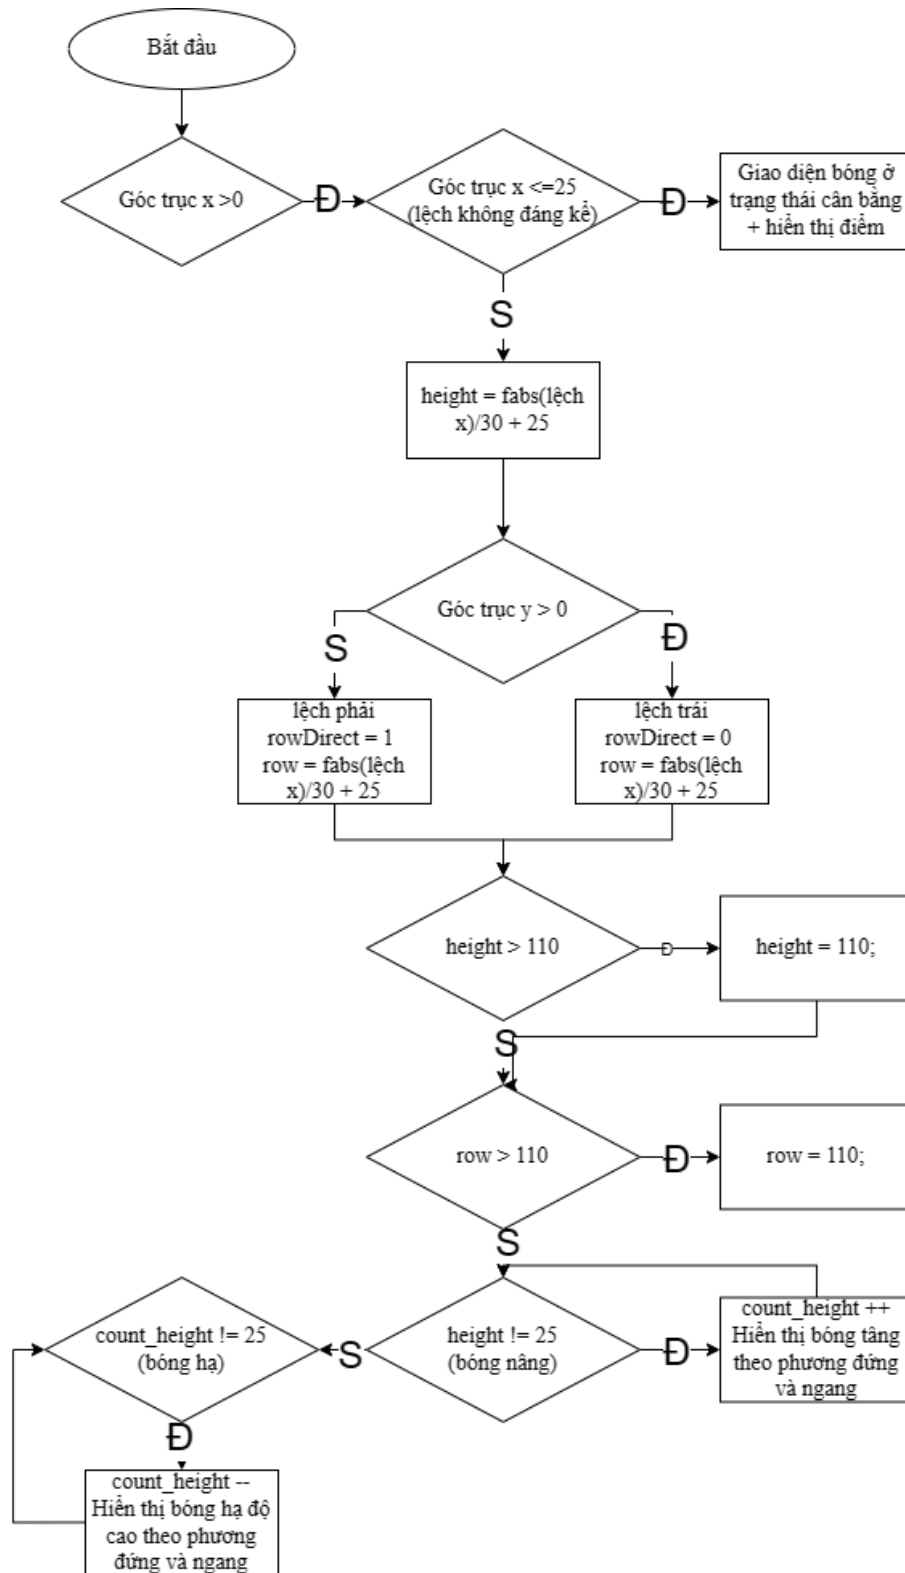 Bắt đầu
Góc trục x >0
Đ
Góc trục x <=25
(lệch không đáng kể)
Đ
Giao diện bóng ở
trạng thái cân bằng
+ hiển thị điểm
S
height = fabs(lệch
x)/30 + 25
Góc trục y > 0
S
Đ
lệch phải
rowDirect = 1
row = fabs(lệch
x)/30 + 25
lệch trái
rowDirect = 0
row = fabs(lệch
x)/30 + 25
height > 110
Đ
height = 110;
S
row > 110
Đ
row = 110;
S
count_height != 25
(bóng hạ)
S
height != 25
(bóng nâng)
Đ
count_height ++
Hiển thị bóng tâng
theo phương đứng
và ngang
Đ
count_height --
Hiển thị bóng hạ độ
cao theo phương
đứng và ngang